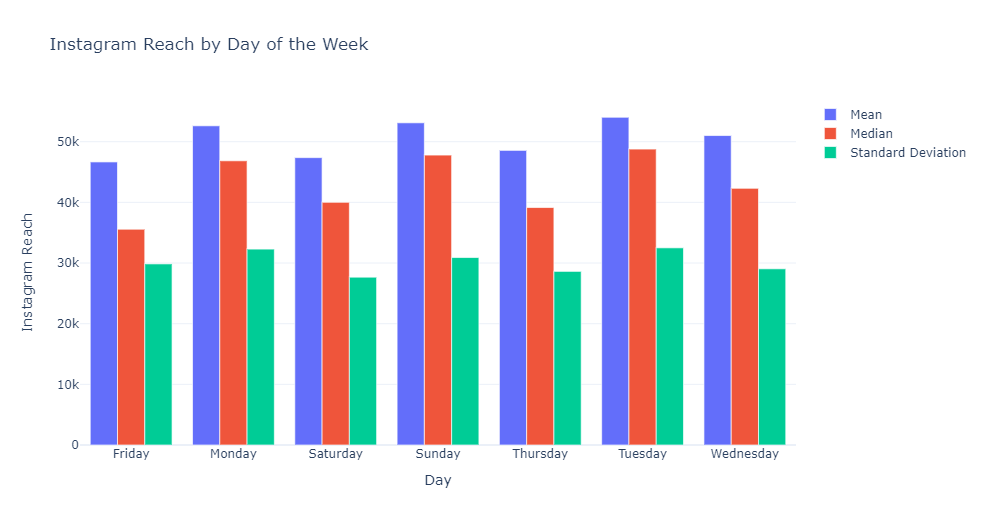 Instagram Reach by Day of the Week
Mean
Median
Standard Deviation
50k
40k
30k
20k
10k
0
Instagram Reach
Friday
Monday
Saturday
Sunday
Thursday
Tuesday
Wednesday
Day